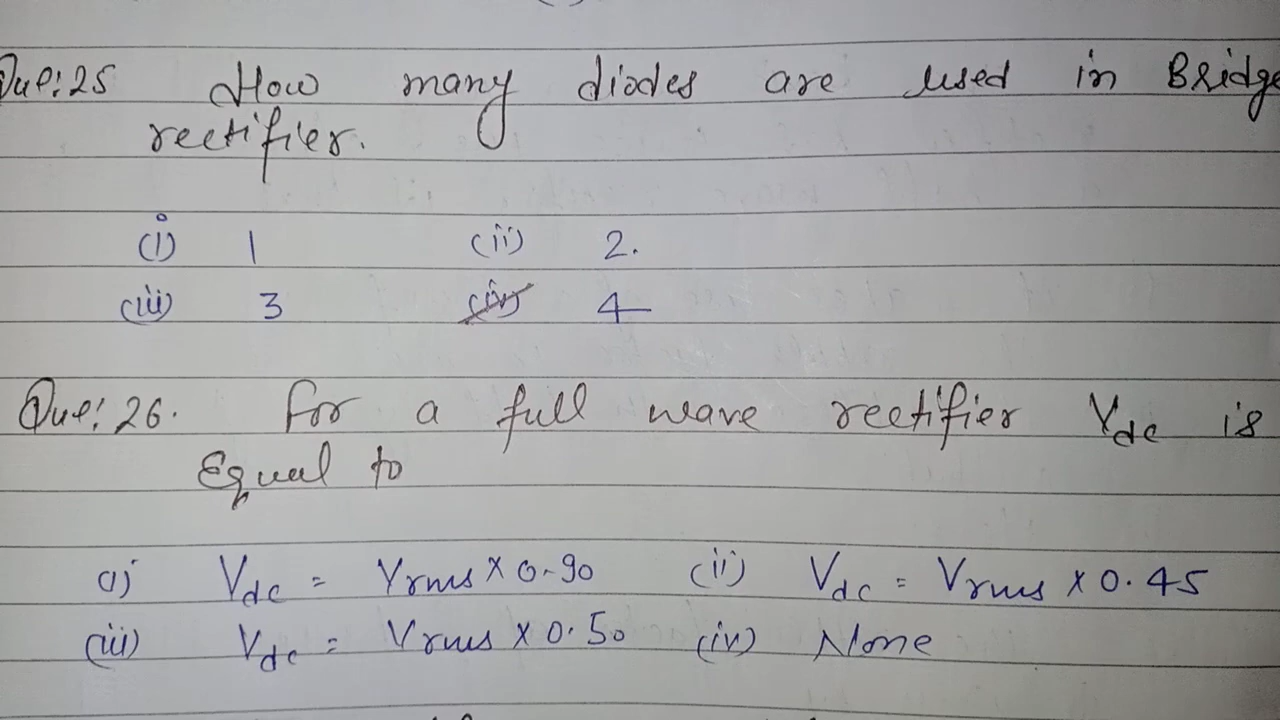 Que: 25 How many diodes are used in Bridge
rectifier.
(i) 1 (ii) 2.
(iii) 3 (iv) 4
Que: 26. For a full wave rectifier Vdc is
Equal to
(i) Vdc = Vrms × 0.90 (ii) Vdc = Vrms × 0.45
(iii) Vdc = Vrms × 0.50 (iv) None